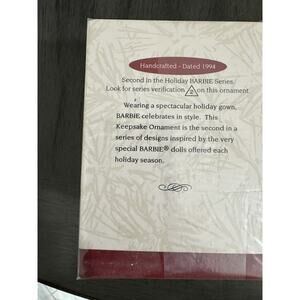 Handcrafted - Dated 1994
Second in the Holiday BARBIE Series.
Look for series verification 2 on this ornament.
Wearing a spectacular holiday gown,
BARBIE celebrates in style. This
Keepsake Ornament is the second in a
series of designs inspired by the very
special BARBIE® dolls offered each
holiday season.